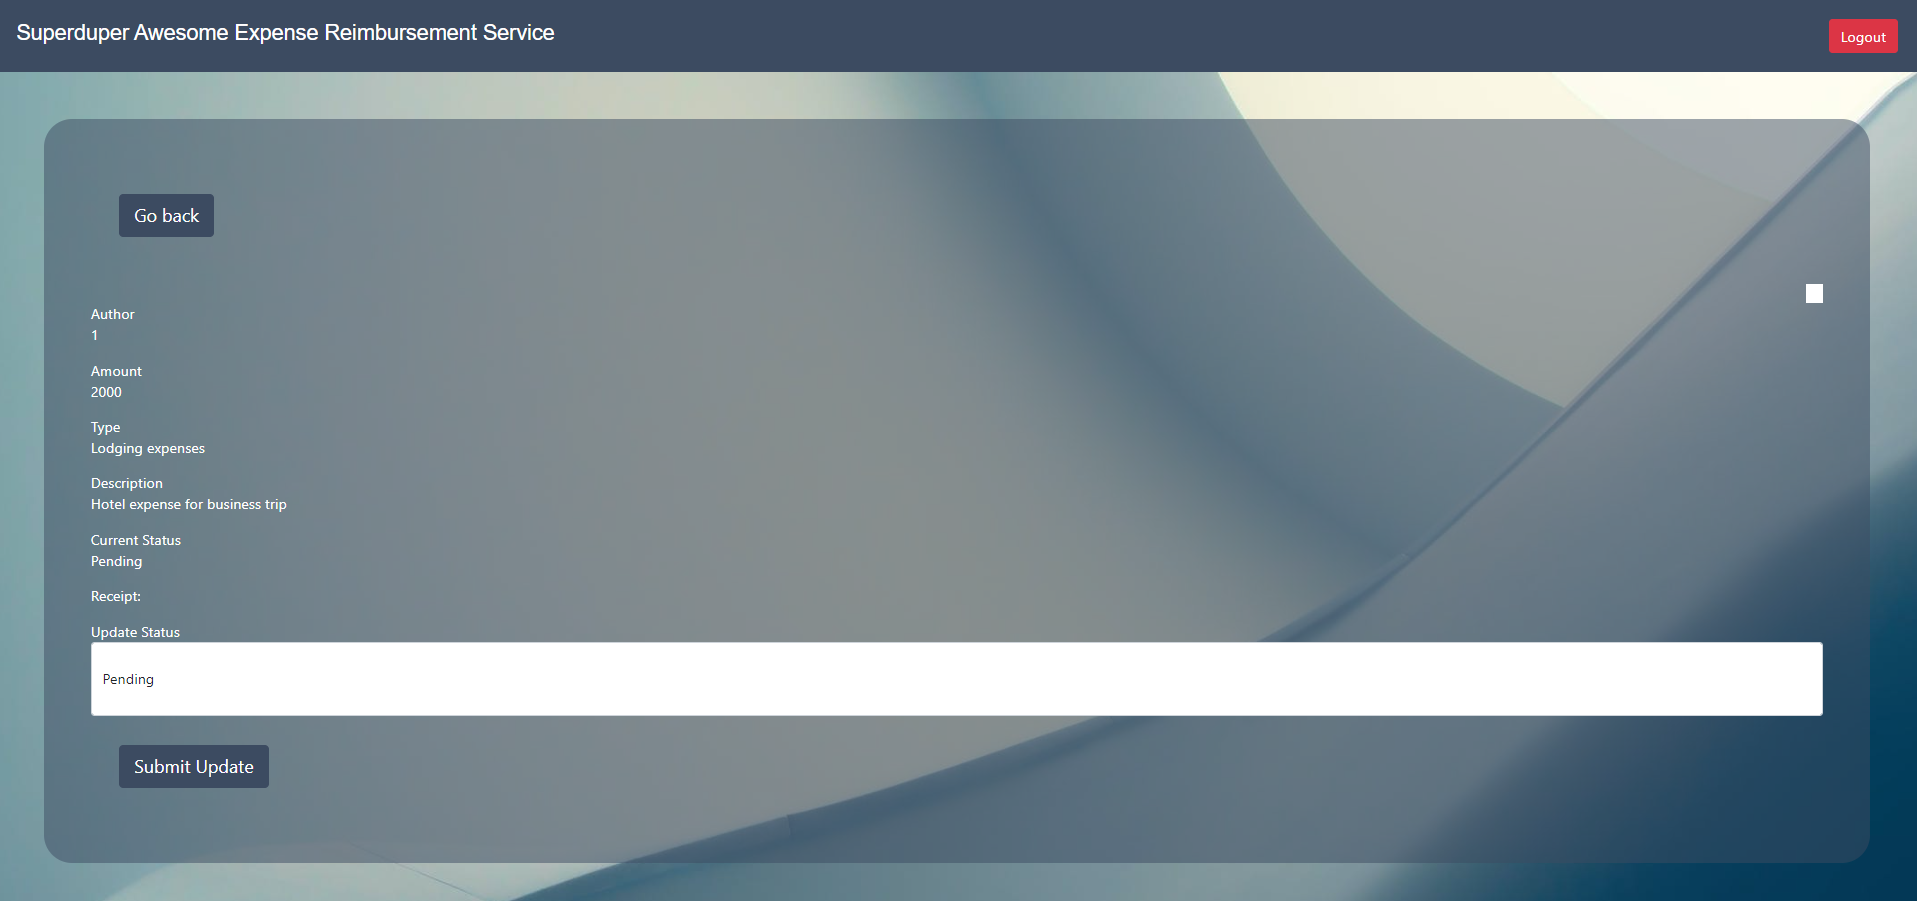 Superduper Awesome Expense Reimbursement Service
Logout
Go back
Author
1
Amount
2000
Type
Lodging expenses
Description
Hotel expense for business trip
Current Status
Pending
Receipt:
Update Status
Pending
Submit Update